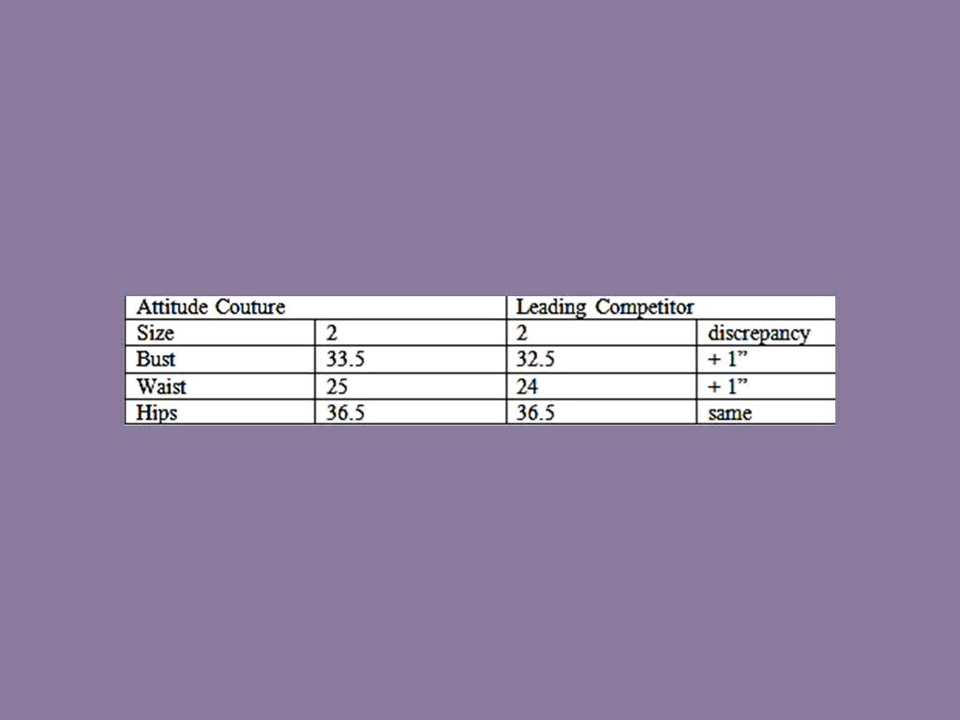 Attitude Couture Leading Competitor
Size 2 2 discrepancy
Bust 33.5 32.5 + 1”
Waist 25 24 + 1”
Hips 36.5 36.5 same